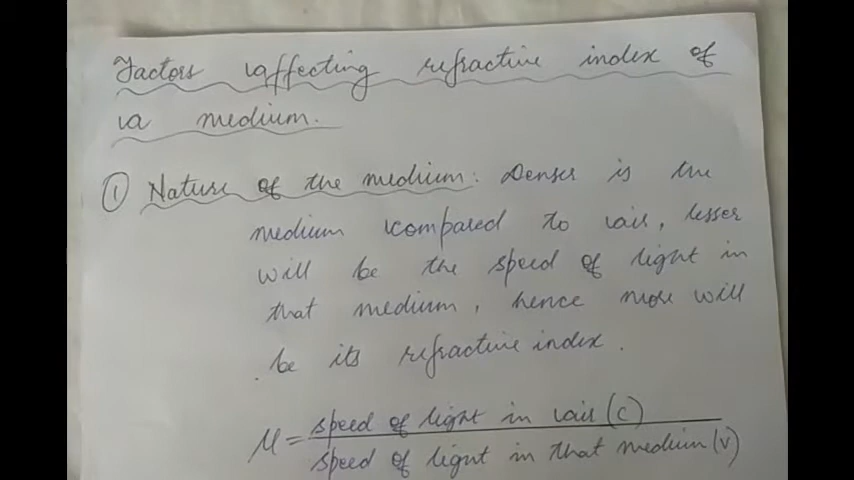 Factors affecting refractive index of
a medium.
① Nature of the medium: Denser is the
medium compared to air, lesser
will be the speed of light in
that medium, hence more will
be its refractive index.
μ = speed of light in air (c)
speed of light in that medium (v)